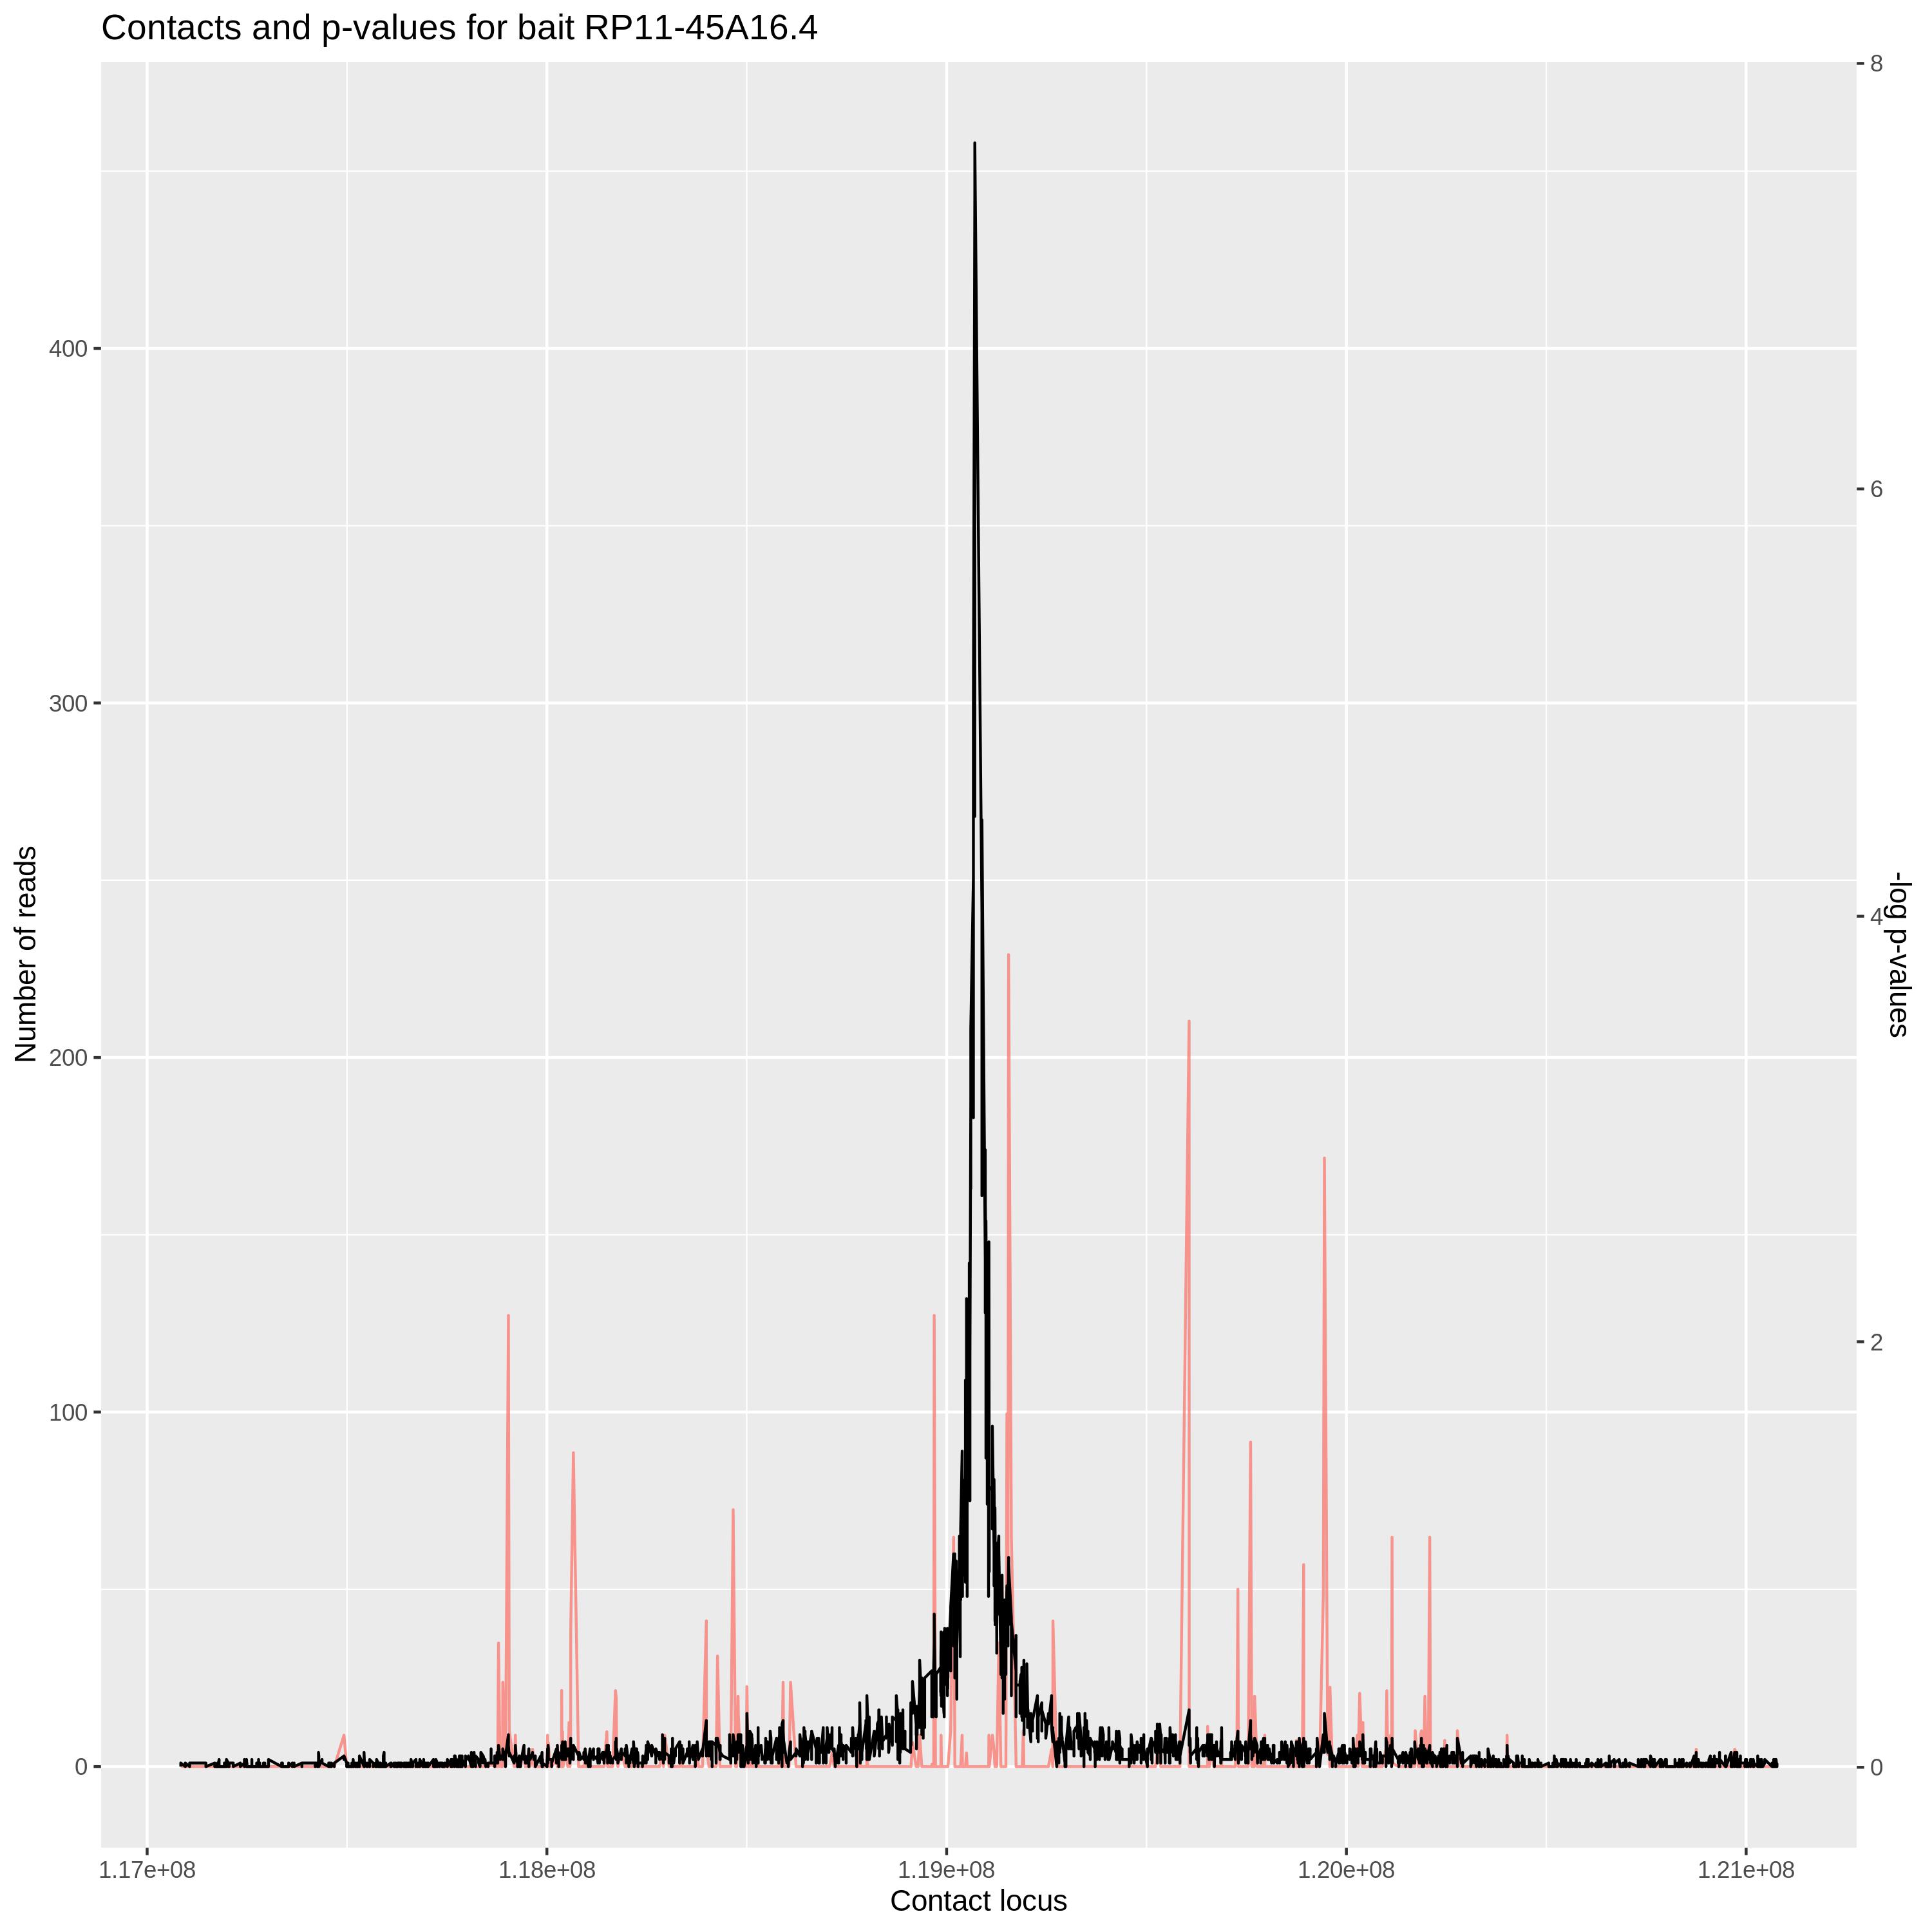 Contacts and p-values for bait RP11-45A16.4
Number of reads
400
300
200
100
0
8
6
4
2
0
-log p-values
1.17e+08
1.18e+08
1.19e+08
1.20e+08
1.21e+08
Contact locus